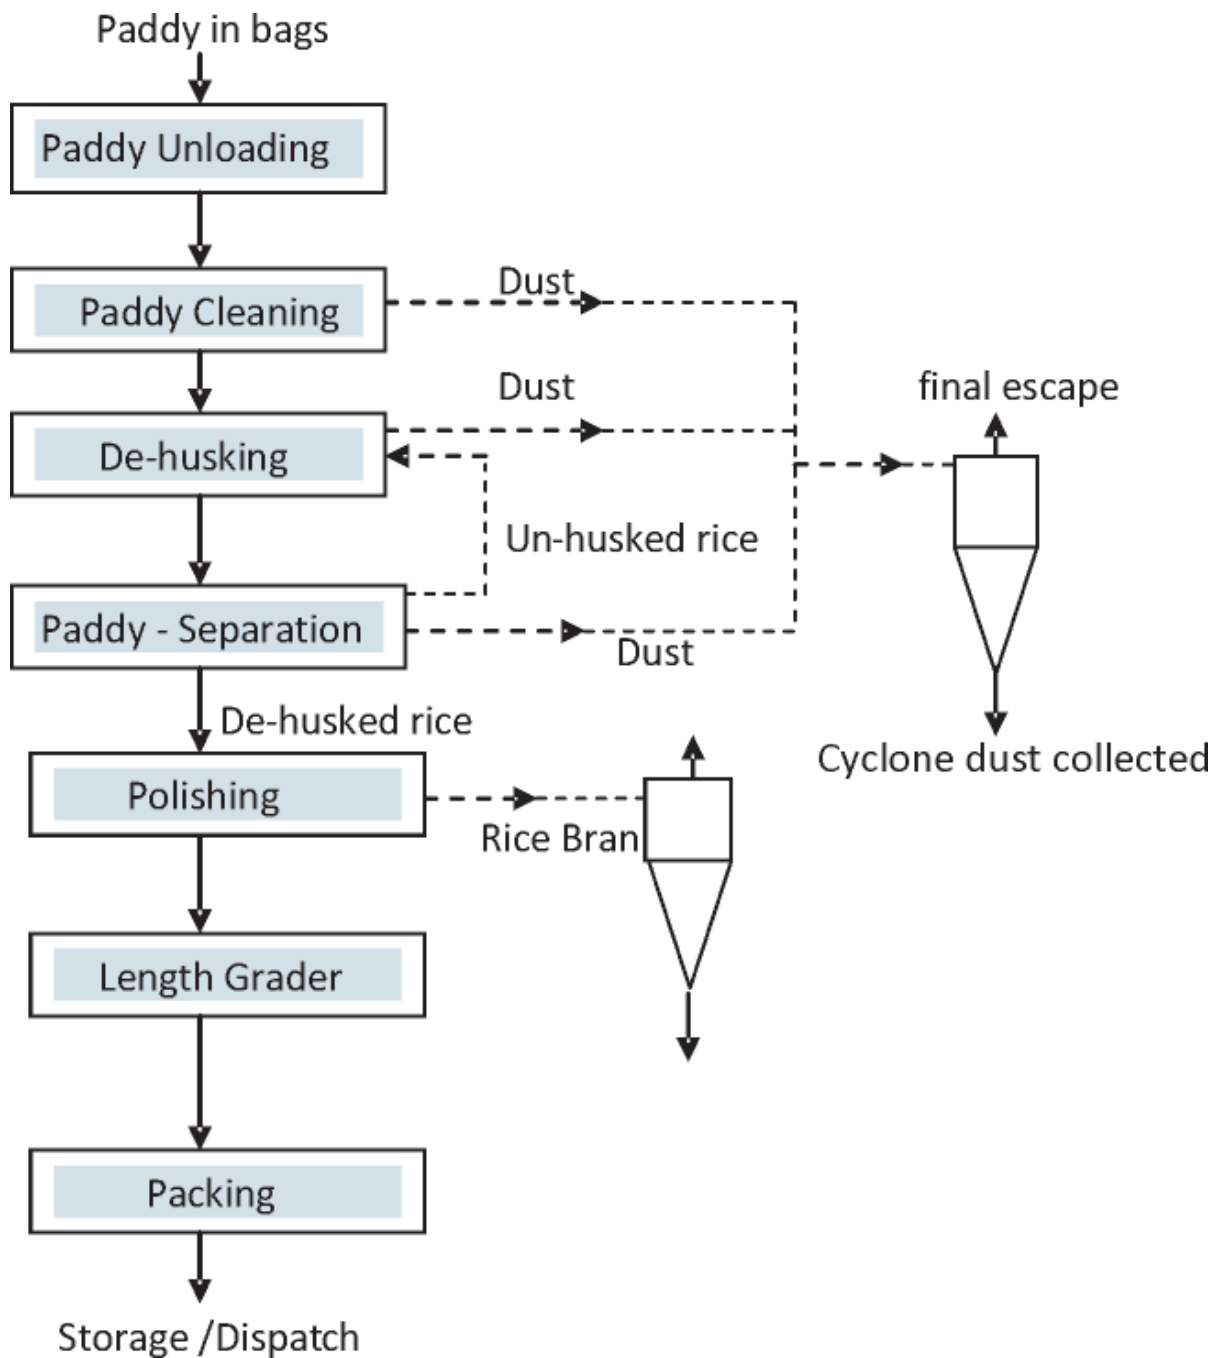 Paddy in bags
Paddy Unloading
Paddy Cleaning
Dust
De-husking
Dust
final escape
Un-husked rice
Paddy - Separation
Dust
De-husked rice
Cyclone dust collected
Polishing
Rice Bran
Length Grader
Packing
Storage /Dispatch